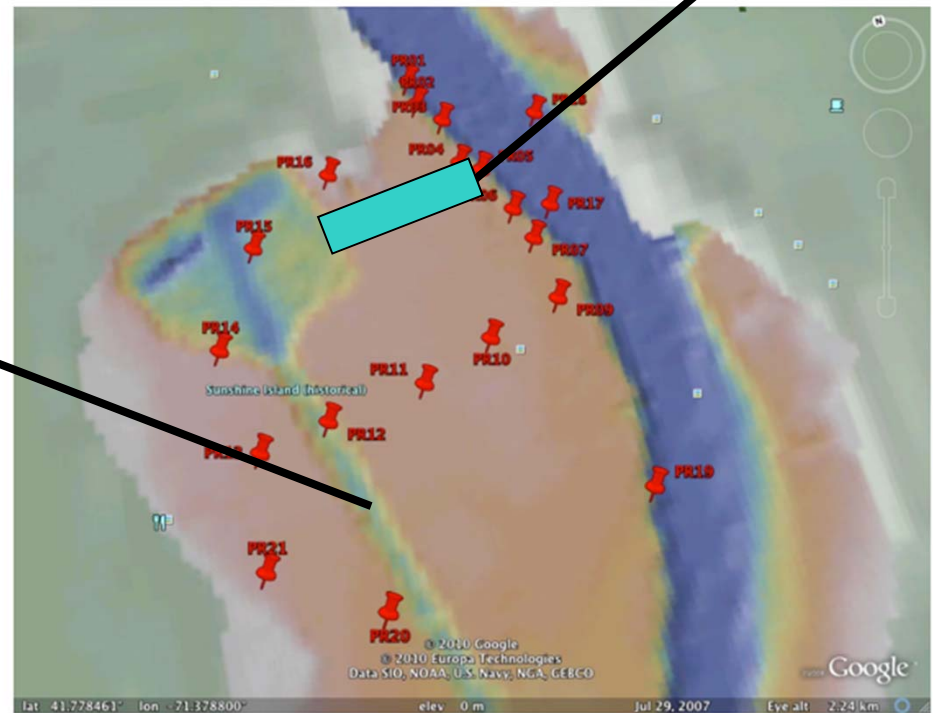 N
PR01
PR02
PR03
PR04
PR05
PR16
PR17
PR15
PR07
PR09
PR14
PR10
PR11
Sunshine Island (historical)
PR12
PR19
PR21
PR20
© 2010 Google
© 2010 Europa Technologies
Data SIO, NOAA, U.S. Navy, NGA, GEBCO
Google
lat 41.778461° lon -71.378800° elev 0 m Jul 29, 2007 Eye alt 2.24 km